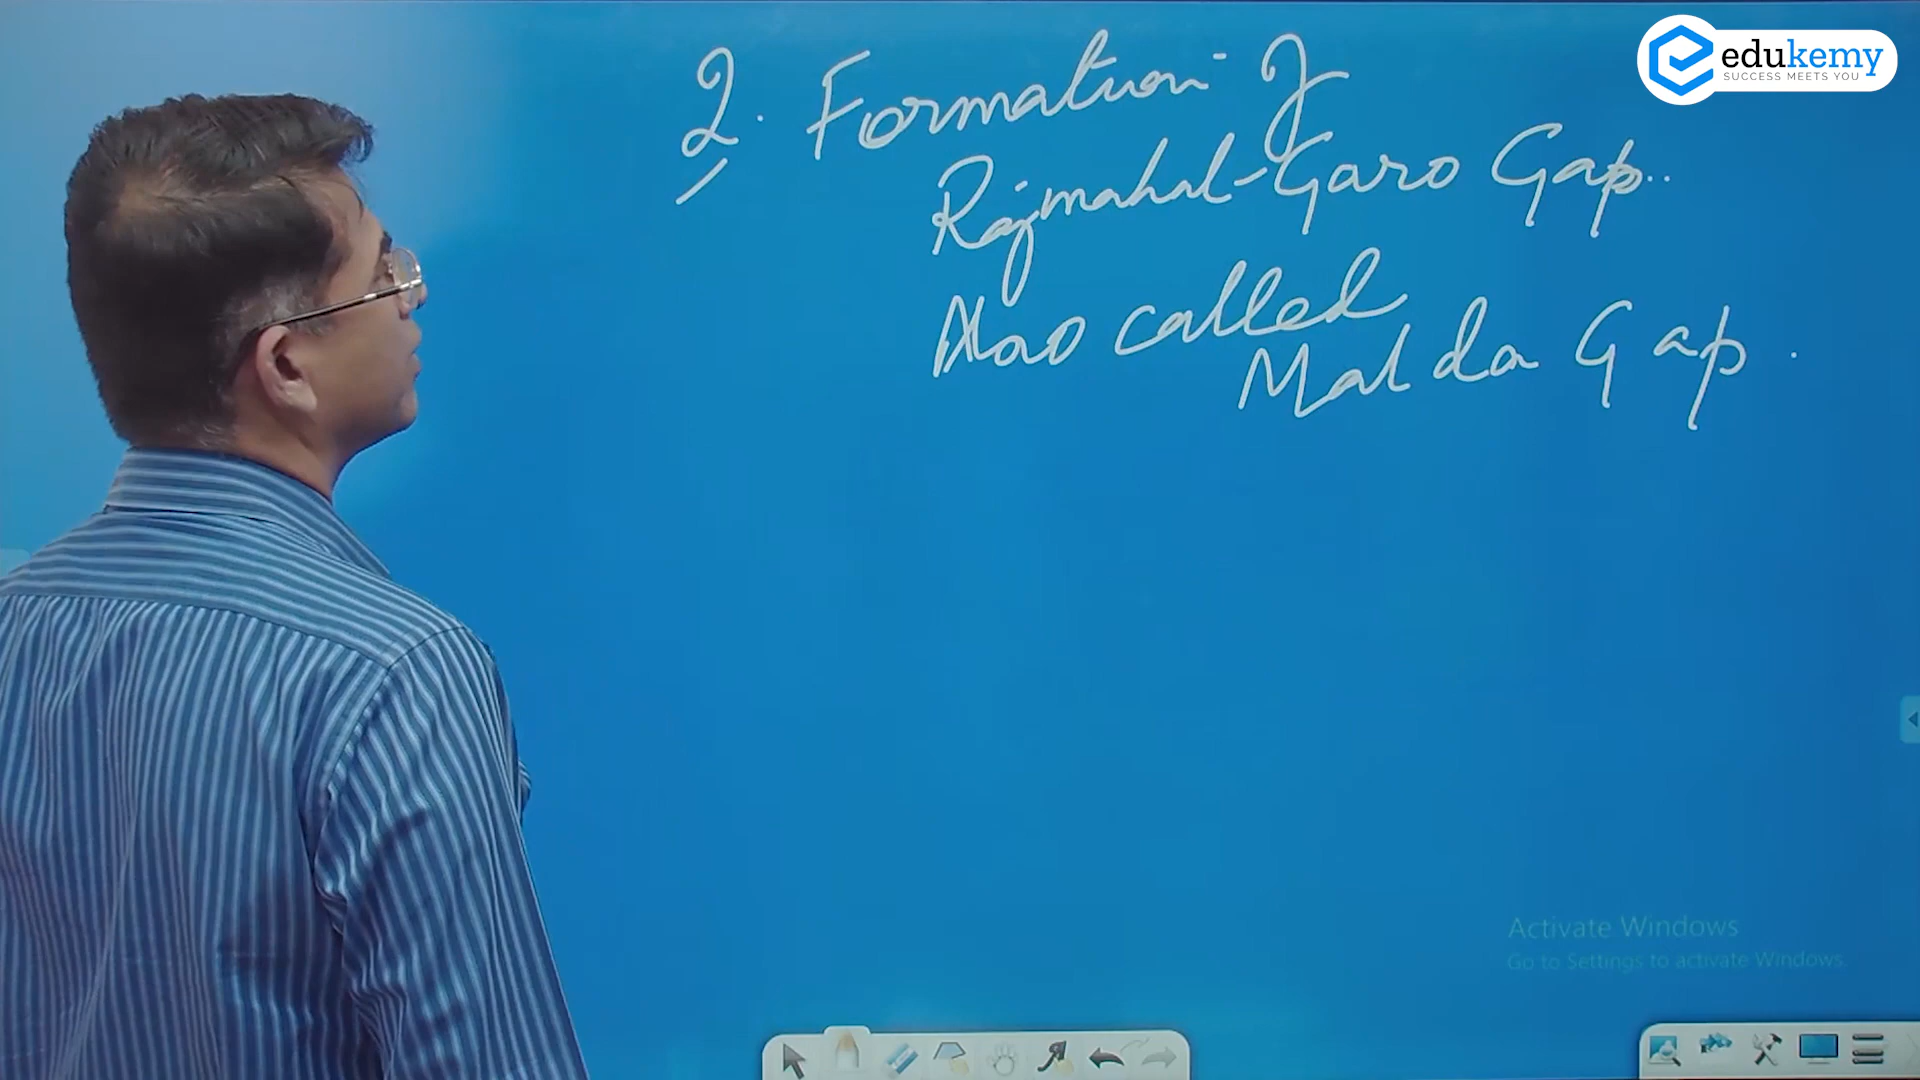 edukemy
SUCCESS MEETS YOU
2. Formation of
Rajmahal-Garo Gap..
Also called
Malda Gap.
Activate Windows
Go to Settings to activate Windows.